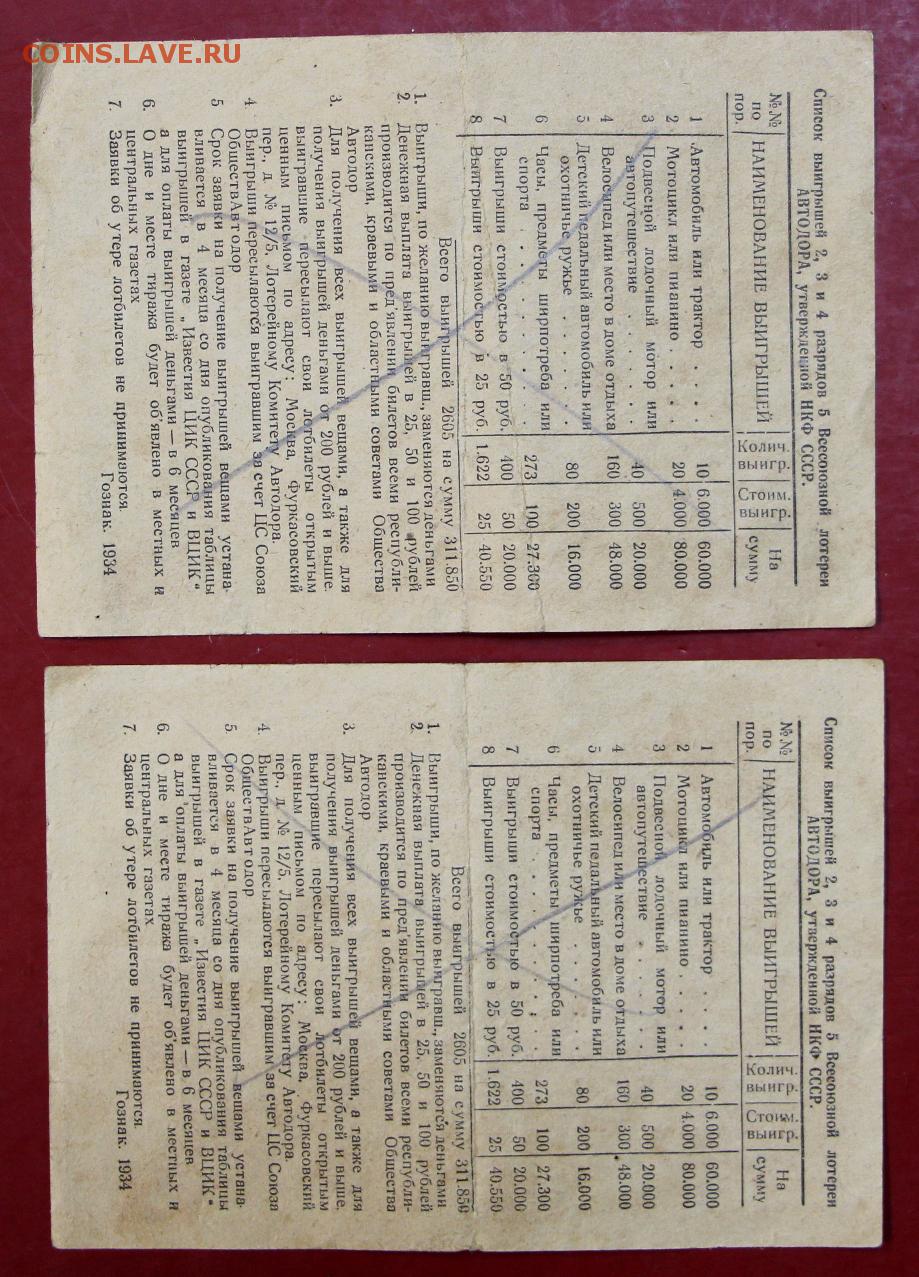 COINS.LAVE.RU
Список выигрышей 2, 3 и 4 разрядов 5 Всесоюзной лотереи
АВТОДОРА, утвержденной НКФ СССР.
№№ по пор. НАИМЕНОВАНИЕ ВЫИГРЫШЕЙ Колич. выигр. Стоим. выигр. На сумму
1 Автомобиль или трактор . . . 10 6.000 60.000
2 Мотоцикл или пианино . . . . 20 4.000 80.000
3 Подвесной лодочный мотор или
автопутешествие . . . . . 40 500 20.000
4 Велосипед или место в доме отдыха 160 300 48.000
5 Детский педальный автомобиль или
охотничье ружье . . . . . 80 200 16.000
6 Часы, предметы ширпотреба или
спорта . . . . . . . . 273 100 27.300
7 Выигрыши стоимостью в 50 руб. 400 50 20.000
8 Выигрыши стоимостью в 25 руб. 1.622 25 40.550
Всего выигрышей 2605 на сумму 311.850
1. Выигрыши, по желанию выигравш., заменяются деньгами
2. Денежная выплата выигрышей в 25, 50 и 100 рублей
производится по пред'явлении билетов всеми республи-
канскими, краевыми и областными советами Общества
Автодор
3. Для получения всех выигрышей вещами, а также для
получения выигрышей деньгами от 200 рублей и выше,
выигравшие пересылают свои лотбилеты открытым
ценным письмом по адресу: Москва, Фуркасовский
пер., д. № 12/5, Лотерейному Комитету Автодора.
4. Выигрыши пересылаются выигравшим за счет ЦС Союза
Обществ Автодор
5 Срок заявки на получение выигрышей вещами устана-
вливается в 4 месяца со дня опубликования таблицы
выигрышей в газете „Известия ЦИК СССР и ВЦИК“
а для оплаты выигрышей деньгами — в 6 месяцев
6. О дне и месте тиража будет об'явлено в местных и
центральных газетах
7. Заявки об утере лотбилетов не принимаются.
Гознак. 1934
Список выигрышей 2, 3 и 4 разрядов 5 Всесоюзной лотереи
АВТОДОРА, утвержденной НКФ СССР.
№№ по пор. НАИМЕНОВАНИЕ ВЫИГРЫШЕЙ Колич. выигр. Стоим. выигр. На сумму
1 Автомобиль или трактор . . . 10 6.000 60.000
2 Мотоцикл или пианино . . . . 20 4.000 80.000
3 Подвесной лодочный мотор или
автопутешествие . . . . . 40 500 20.000
4 Велосипед или место в доме отдыха 160 300 48.000
5 Детский педальный автомобиль или
охотничье ружье . . . . . 80 200 16.000
6 Часы, предметы ширпотреба или
спорта . . . . . . . . 273 100 27.300
7 Выигрыши стоимостью в 50 руб. 400 50 20.000
8 Выигрыши стоимостью в 25 руб. 1.622 25 40.550
Всего выигрышей 2605 на сумму 311.850
1. Выигрыши, по желанию выигравш., заменяются деньгами
2. Денежная выплата выигрышей в 25, 50 и 100 рублей
производится по пред'явлении билетов всеми республи-
канскими, краевыми и областными советами Общества
Автодор
3. Для получения всех выигрышей вещами, а также для
получения выигрышей деньгами от 200 рублей и выше,
выигравшие пересылают свои лотбилеты открытым
ценным письмом по адресу: Москва, Фуркасовский
пер., д. № 12/5, Лотерейному Комитету Автодора.
4 Выигрыши пересылаются выигравшим за счет ЦС Союза
Обществ Автодор
5. Срок заявки на получение выигрышей вещами устана-
вливается в 4 месяца со дня опубликования таблицы
выигрышей в газете „Известия ЦИК СССР и ВЦИК“
а для оплаты выигрышей деньгами — в 6 месяцев
6. О дне и месте тиража будет об'явлено в местных и
центральных газетах
7. Заявки об утере лотбилетов не принимаются.
Гознак. 1934